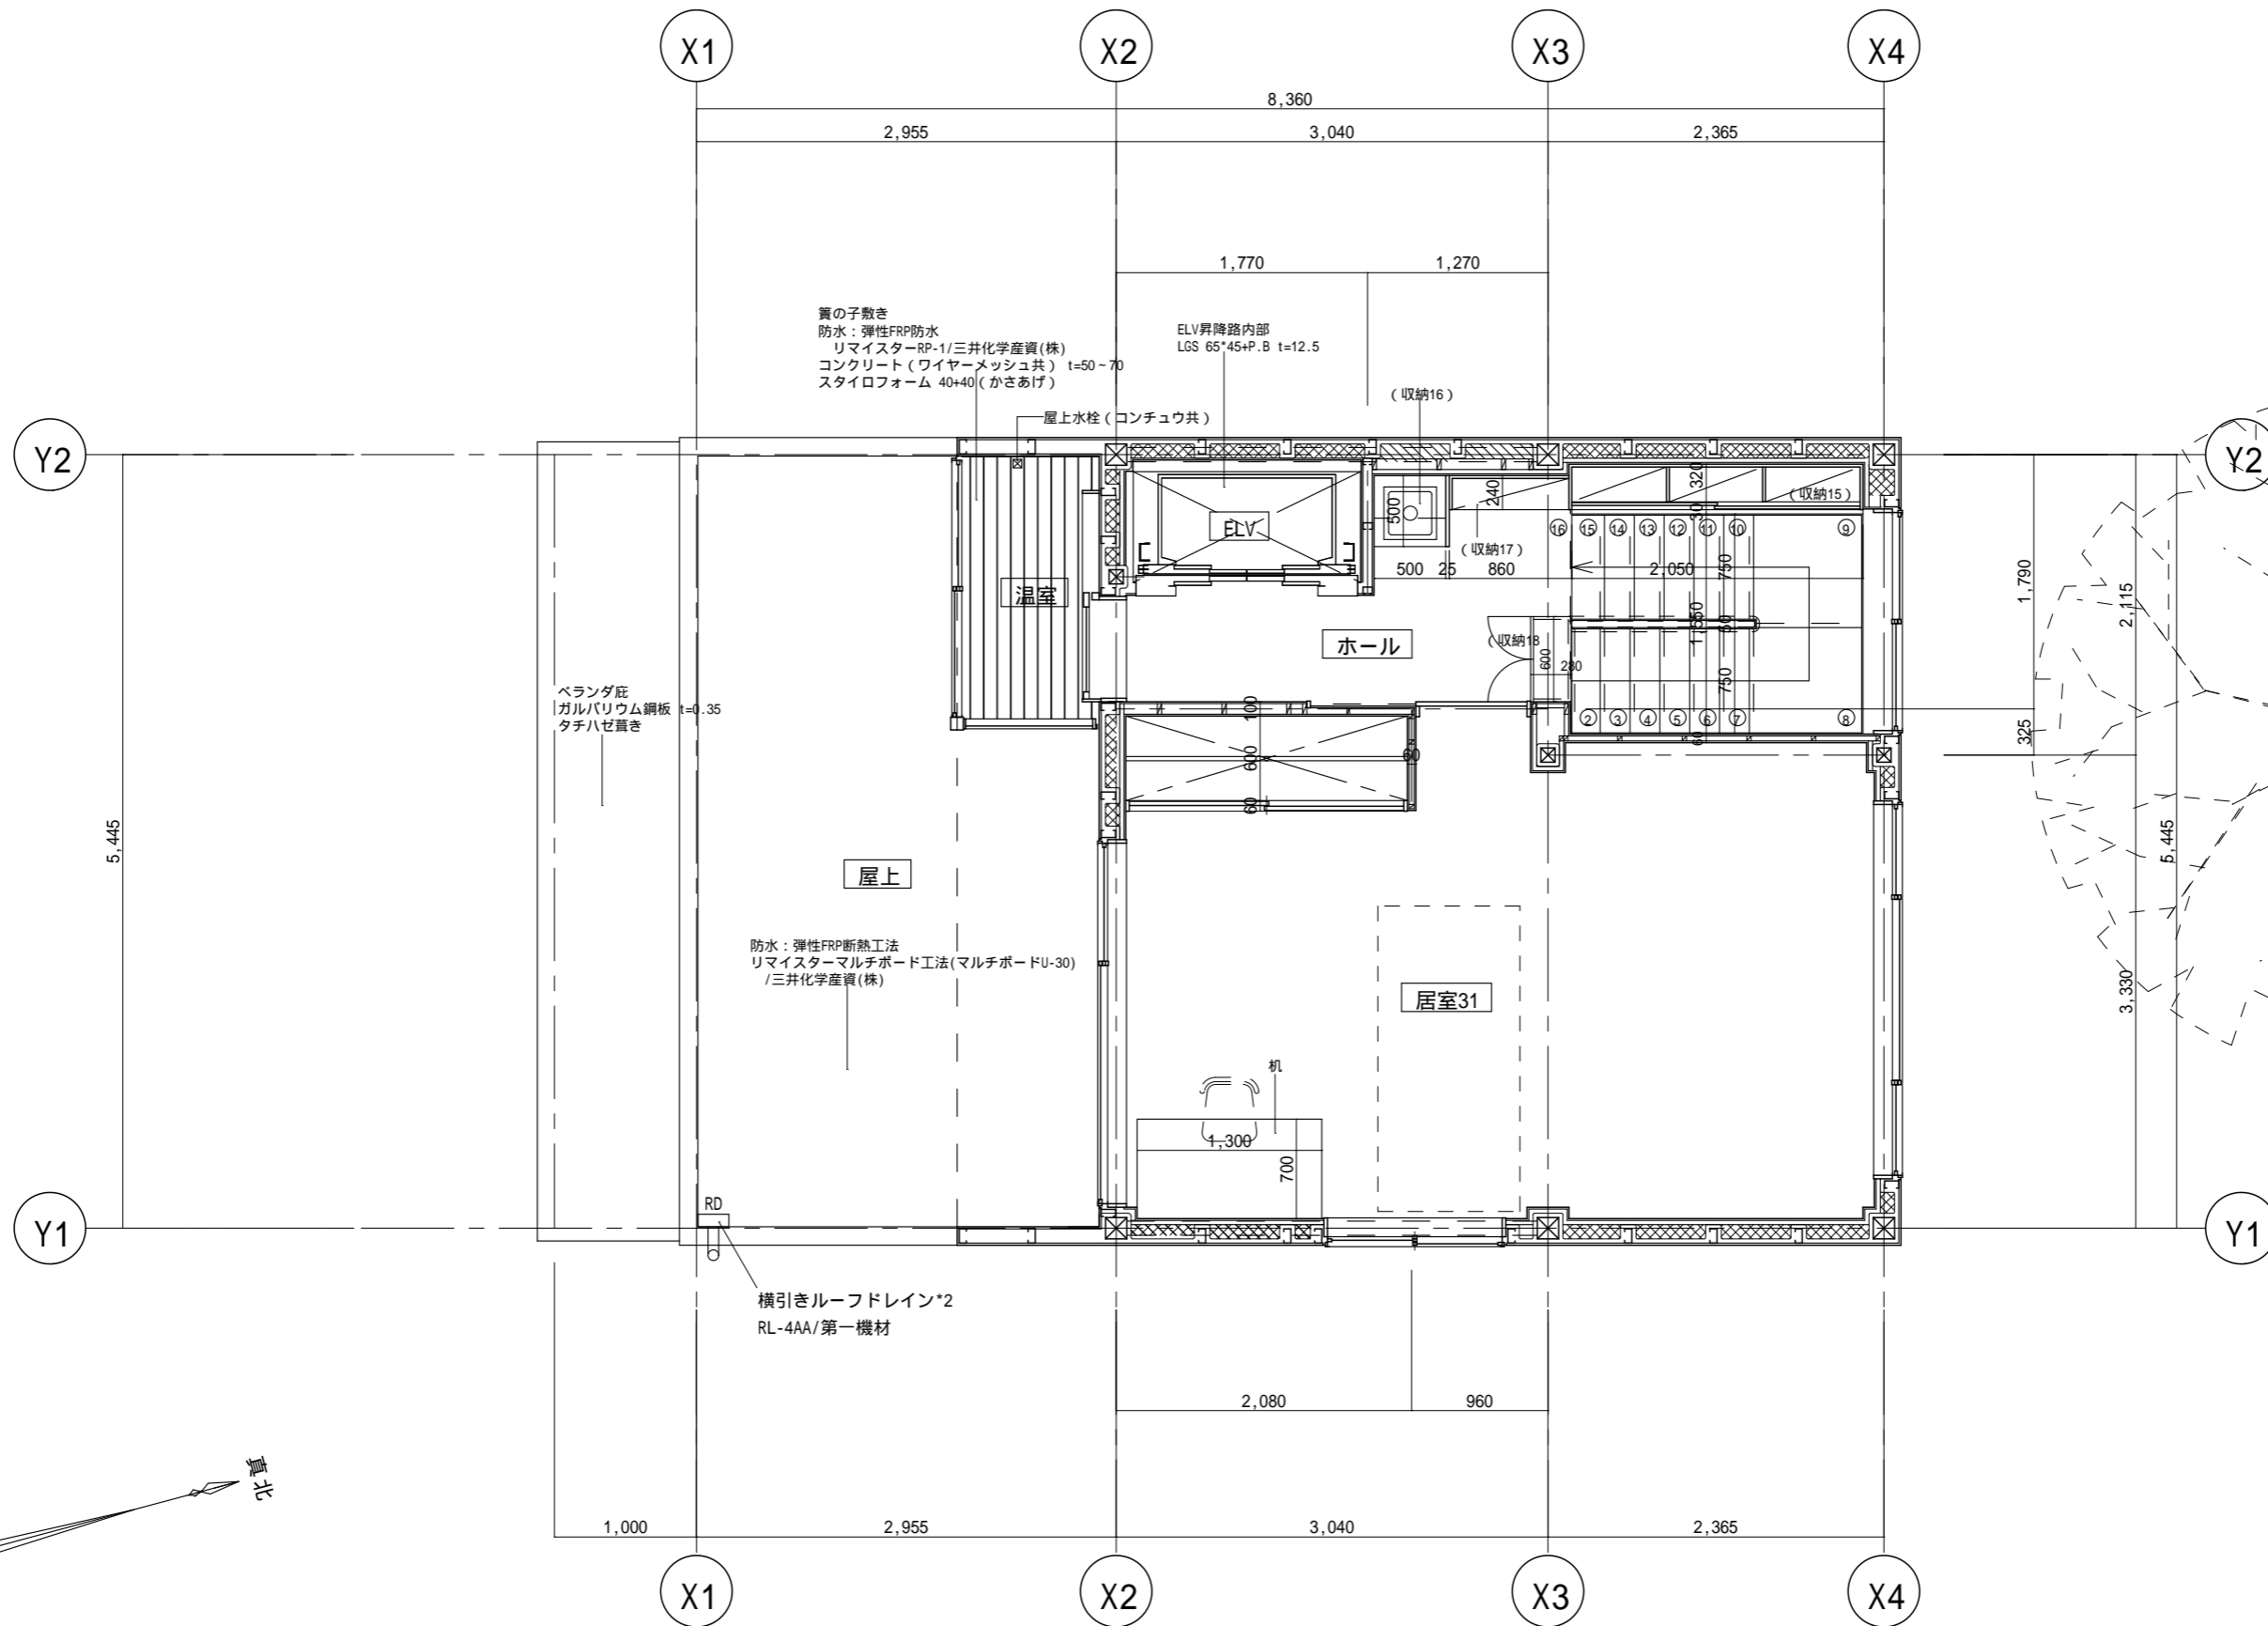 X1
X2
X3
X4
8,360
2,955
3,040
2,365
1,770
1,270
簀の子敷き
防水：弾性FRP防水
リマイスターRP-1/三井化学産資(株)
コンクリート（ワイヤーメッシュ共） t=50～70
スタイロフォーム 40+40（かさあげ）
ELV昇降路内部
LGS 65*45+P.B t=12.5
屋上水栓（コンチュウ共）
（収納16）
Y2
Y2
（収納15）
320
30
240
500
ELV
（収納17）
16
15
14
13
12
11
10
9
500
25
860
2,050
750
1,790
2,115
温室
ホール
（収納18
600
280
1,550
60
750
2
3
4
5
6
7
8
60
325
ベランダ庇
ガルバリウム鋼板 t=0.35
タチハゼ葺き
100
600
60
60
5,445
5,445
屋上
防水：弾性FRP断熱工法
リマイスターマルチボード工法(マルチボードU-30)
/三井化学産資(株)
居室31
3,330
机
1,300
700
RD
Y1
Y1
横引きルーフドレイン*2
RL-4AA/第一機材
2,080
960
真北
1,000
2,955
3,040
2,365
X1
X2
X3
X4